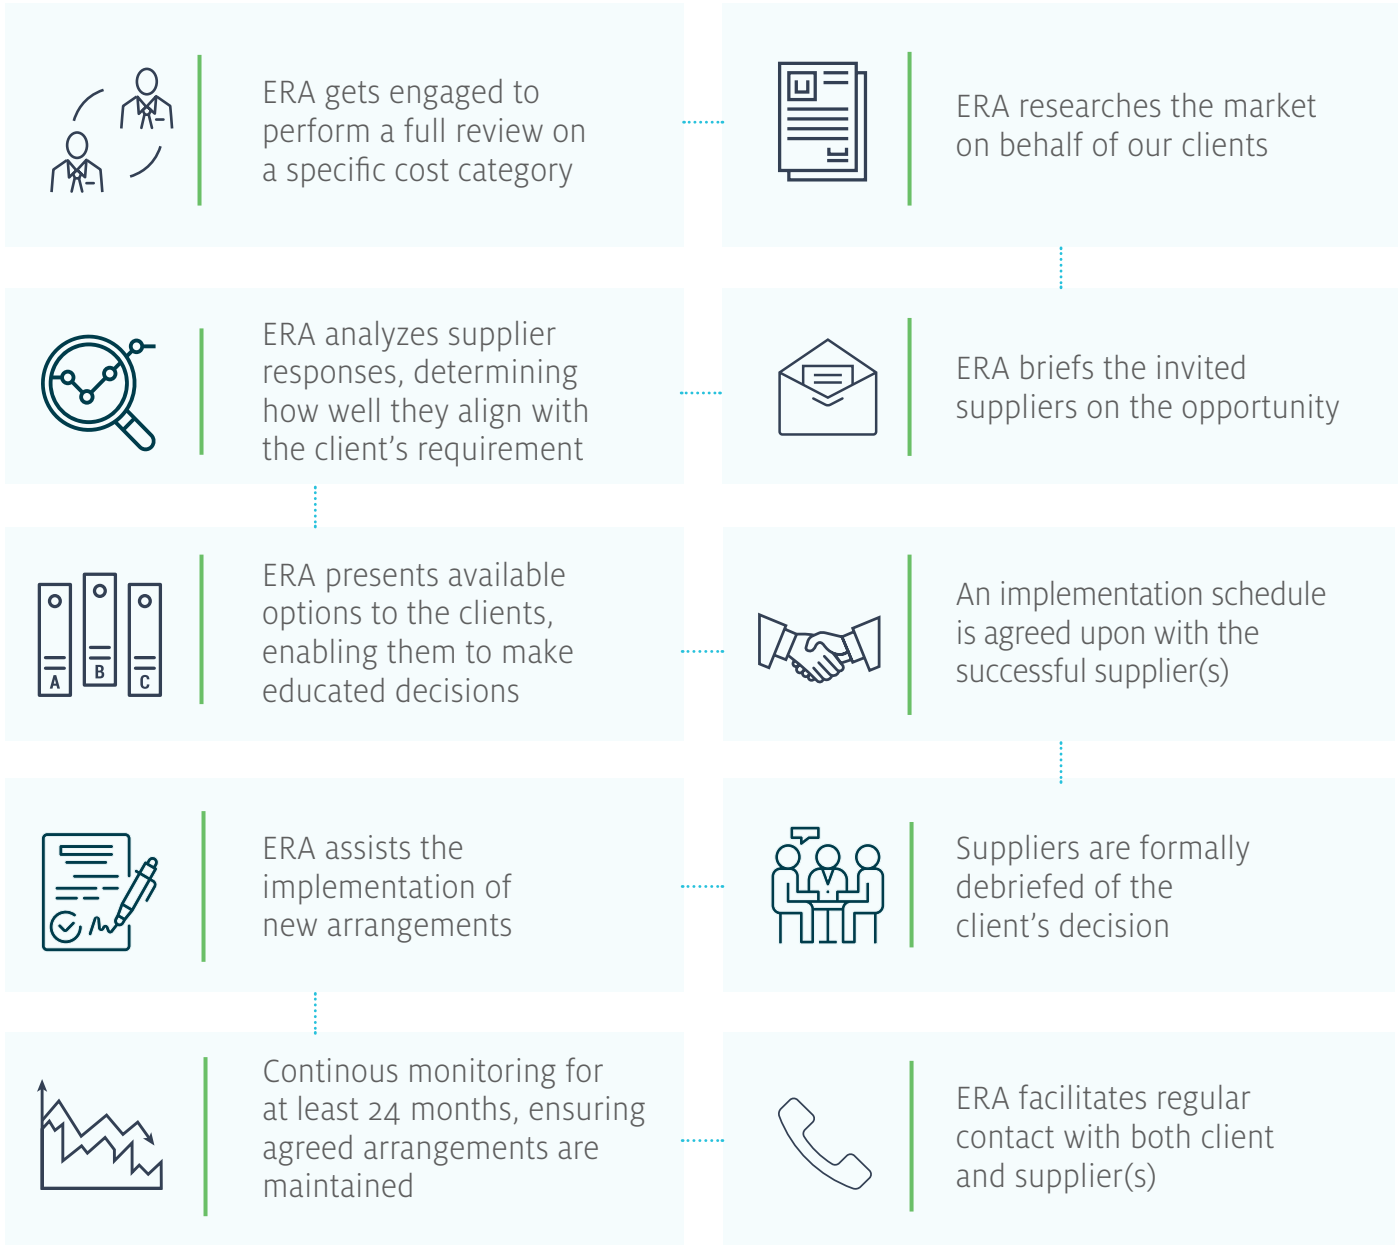 ERA gets engaged to
perform a full review on
a specific cost category
ERA researches the market
on behalf of our clients
ERA briefs the invited
suppliers on the opportunity
ERA analyzes supplier
responses, determining
how well they align with
the client's requirement
ERA presents available
options to the clients,
enabling them to make
educated decisions
A
B
C
An implementation schedule
is agreed upon with the
successful supplier(s)
Suppliers are formally
debriefed of the
client's decision
ERA assists the
implementation of
new arrangements
Continous monitoring for
at least 24 months, ensuring
agreed arrangements are
maintained
ERA facilitates regular
contact with both client
and supplier(s)